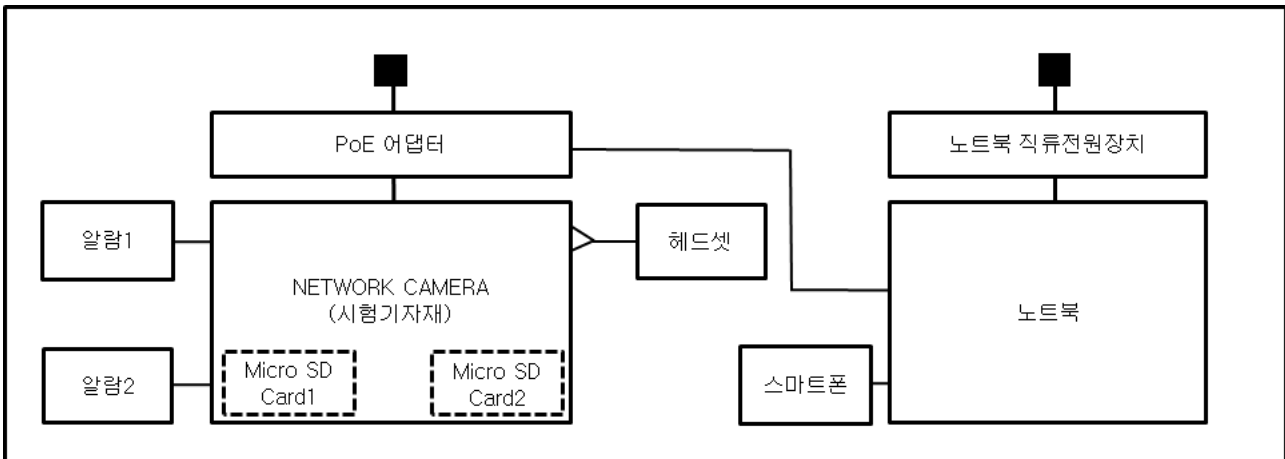 PoE 어댑터
노트북 직류전원장치
알람1
NETWORK CAMERA
(시험기자재)
헤드셋
노트북
알람2
Micro SD
Card1
Micro SD
Card2
스마트폰